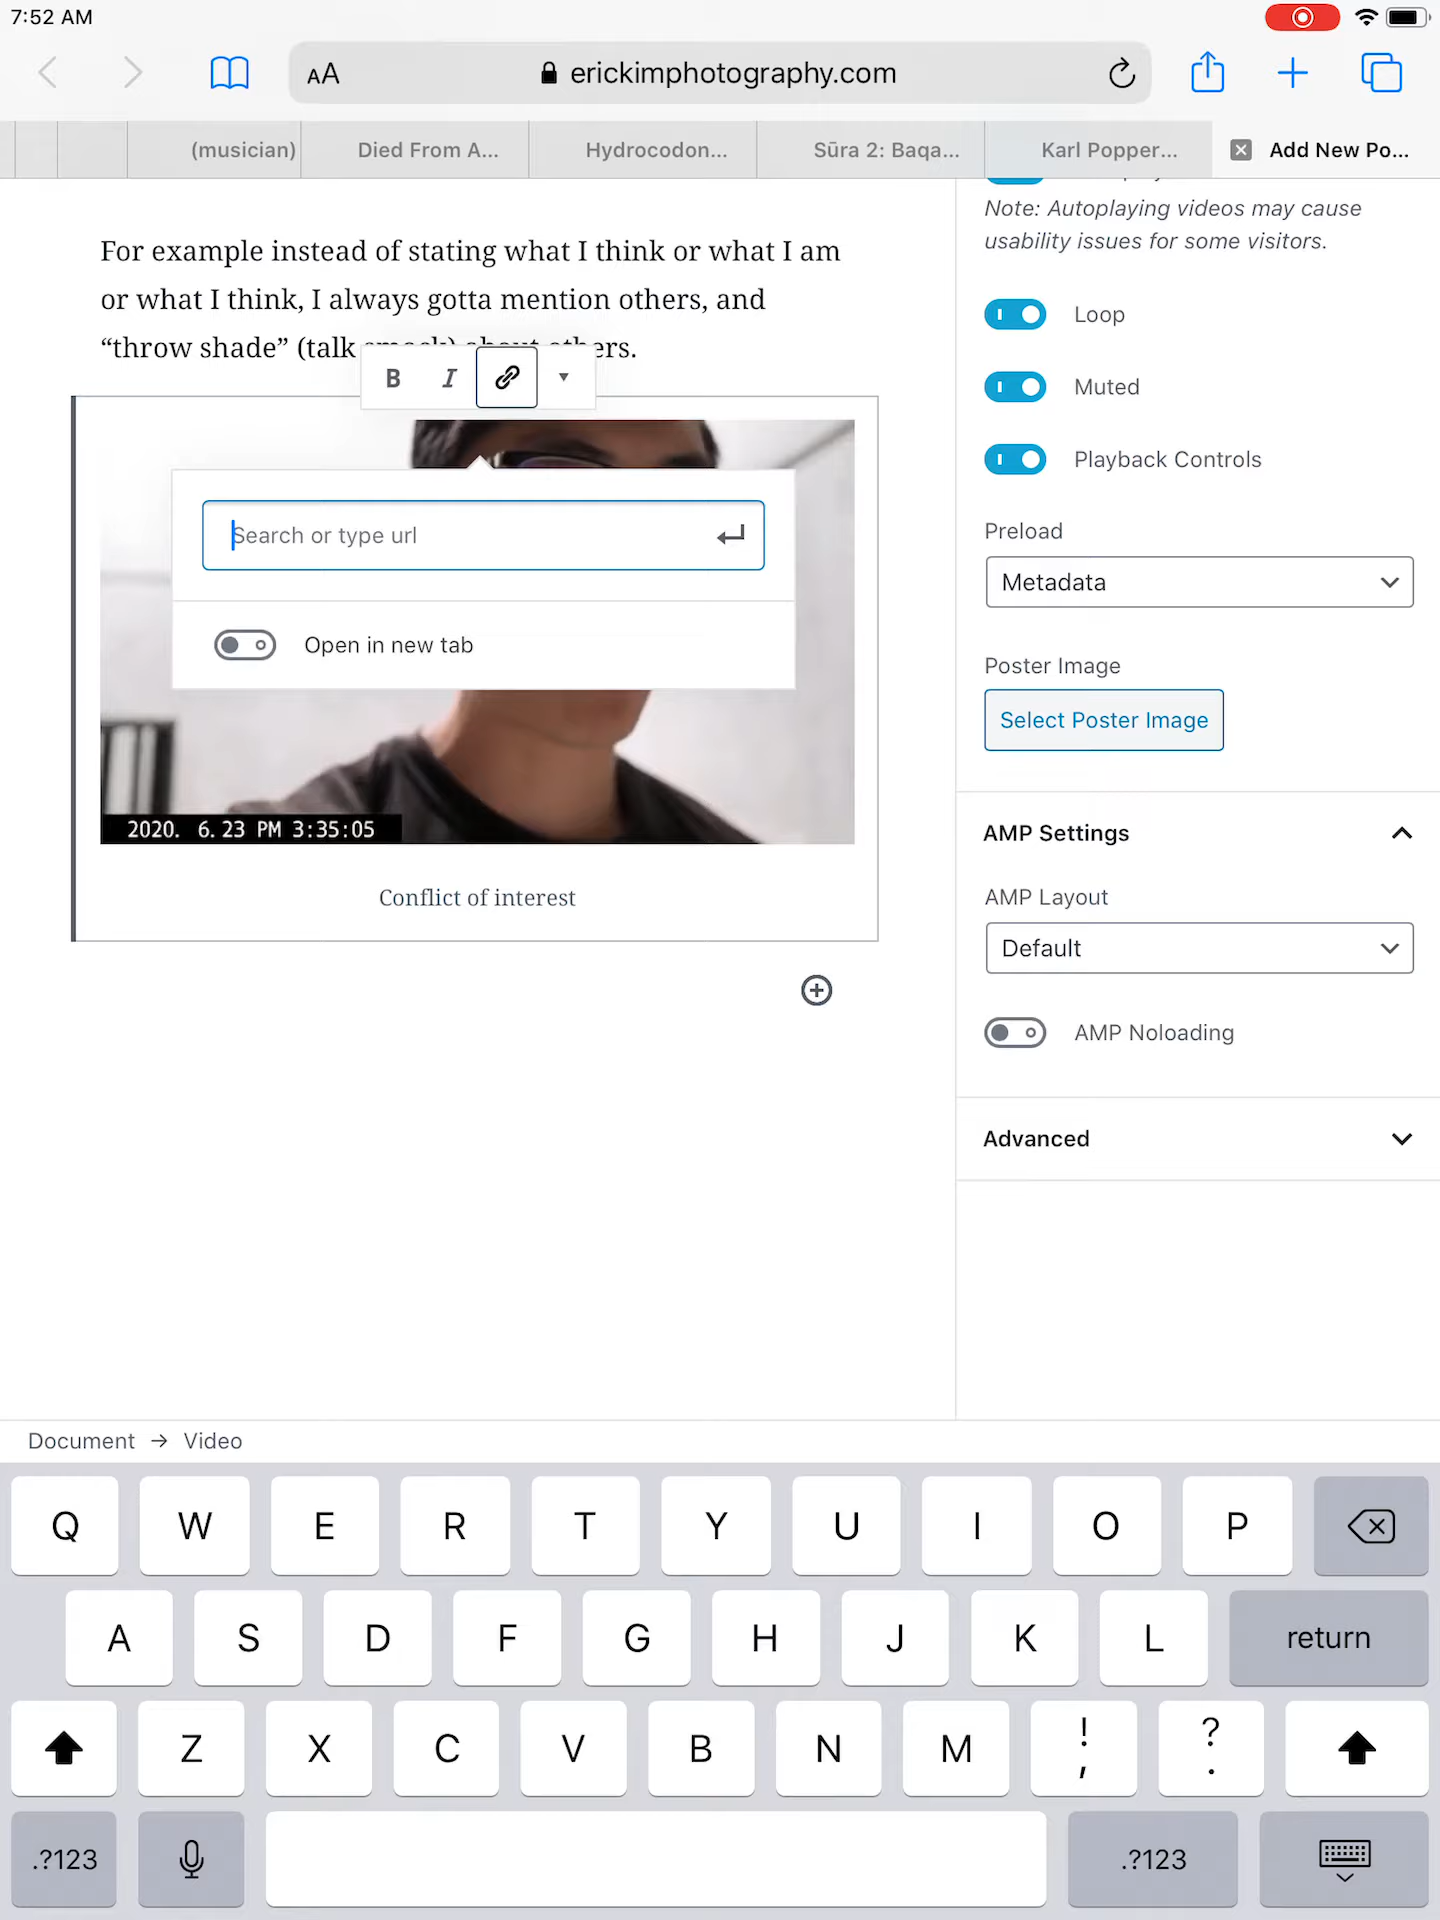 7:52 AM
AA
erickimphotography.com
(musician)
Died From A...
Hydrocodon...
Sūra 2: Baqa...
Karl Popper...
Add New Po...
For example instead of stating what I think or what I am
or what I think, I always gotta mention others, and
“throw shade” (talk smack) about others.
B I
Search or type url
Open in new tab
2020. 6. 23 PM 3:35:05
Conflict of interest
Note: Autoplaying videos may cause
usability issues for some visitors.
Loop
Muted
Playback Controls
Preload
Metadata
Poster Image
Select Poster Image
AMP Settings
AMP Layout
Default
AMP Noloading
Advanced
Document → Video
Q W E R T Y U I O P
A S D F G H J K L return
Z X C V B N M ! , ? .
.?123 .?123